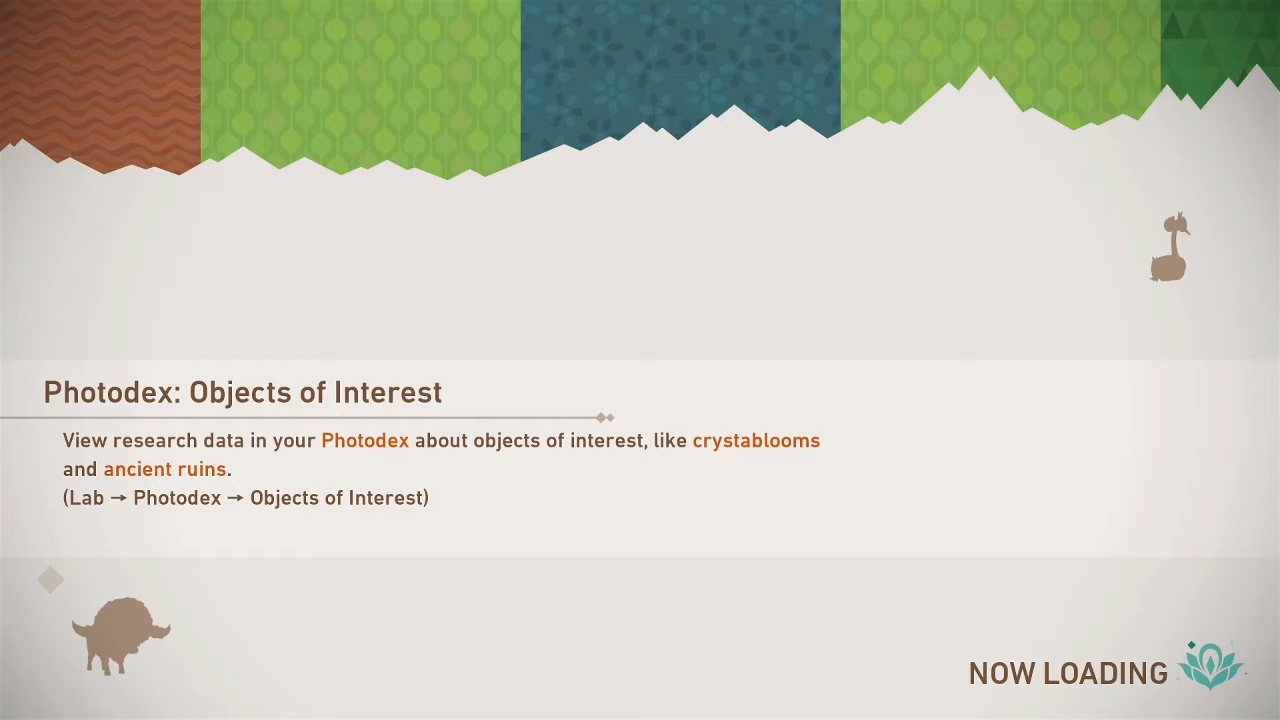 Photodex: Objects of Interest
View research data in your Photodex about objects of interest, like crystablooms
and ancient ruins.
(Lab → Photodex → Objects of Interest)
NOW LOADING